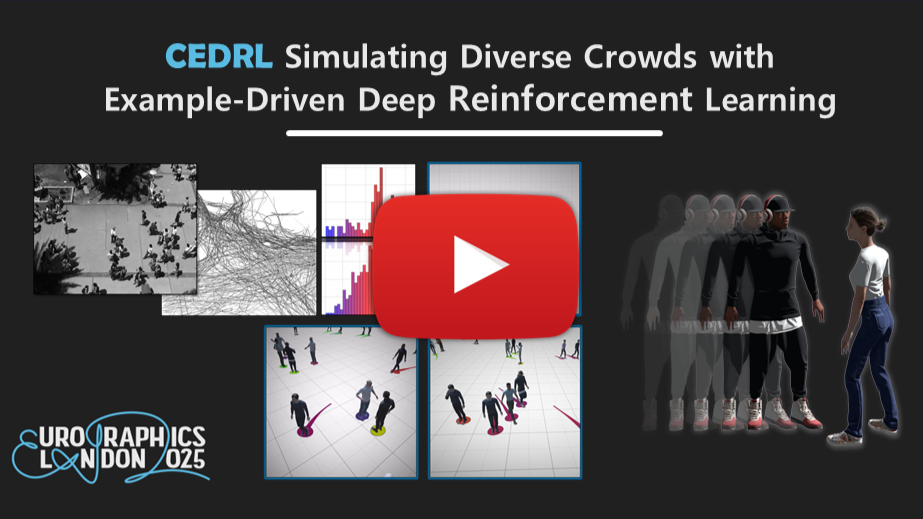 CEDRL Simulating Diverse Crowds with
Example-Driven Deep Reinforcement Learning
EUROGRAPHICS
LONDON 2025